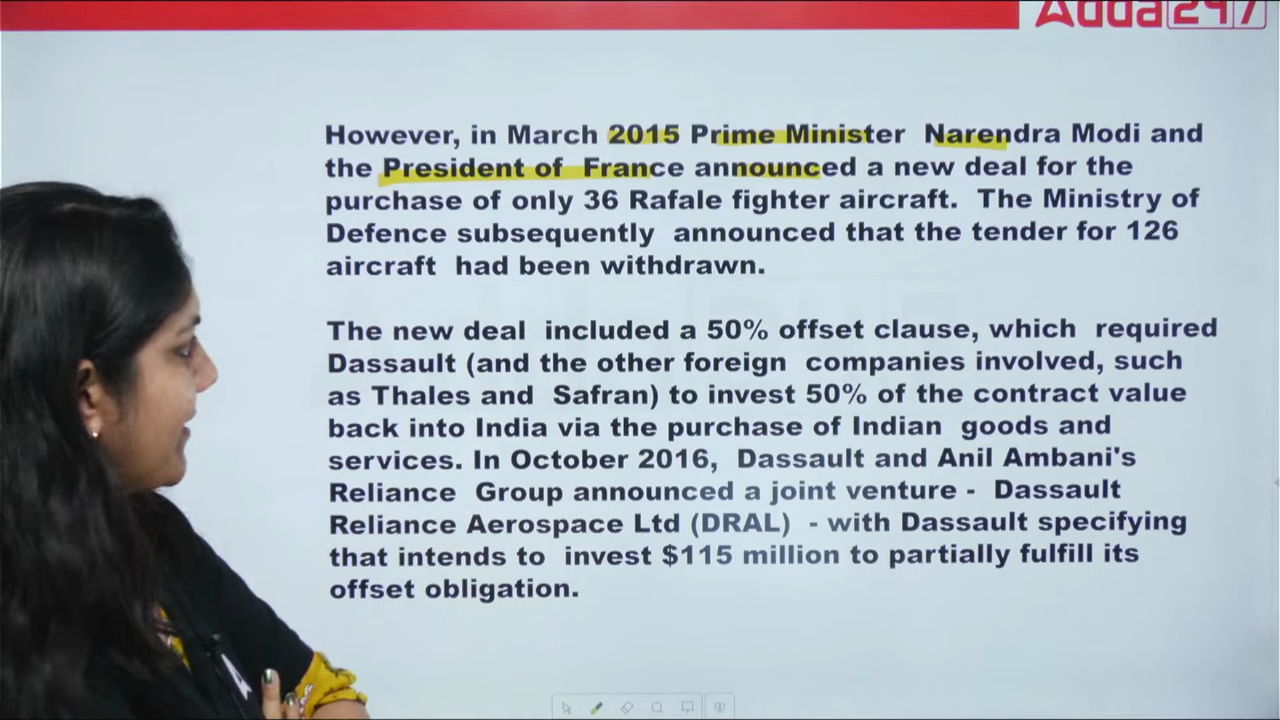 Adda247
However, in March 2015 Prime Minister Narendra Modi and
the President of France announced a new deal for the
purchase of only 36 Rafale fighter aircraft. The Ministry of
Defence subsequently announced that the tender for 126
aircraft had been withdrawn.
The new deal included a 50% offset clause, which required
Dassault (and the other foreign companies involved, such
as Thales and Safran) to invest 50% of the contract value
back into India via the purchase of Indian goods and
services. In October 2016, Dassault and Anil Ambani's
Reliance Group announced a joint venture - Dassault
Reliance Aerospace Ltd (DRAL) - with Dassault specifying
that intends to invest $115 million to partially fulfill its
offset obligation.